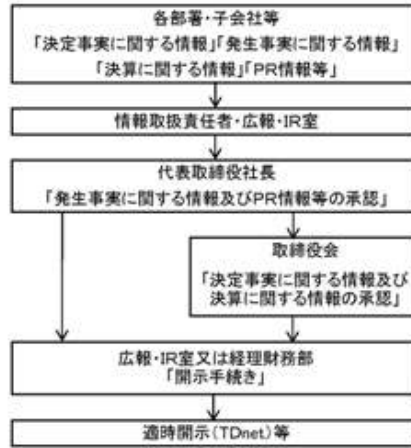 各部署・子会社等
「決定事実に関する情報」「発生事実に関する情報」
「決算に関する情報」「PR情報等」
情報取扱責任者・広報・IR室
代表取締役社長
「発生事実に関する情報及びPR情報等の承認」
取締役会
「決定事実に関する情報及び
決算に関する情報の承認」
広報・IR室又は経理財務部
「開示手続き」
適時開示(TDnet)等